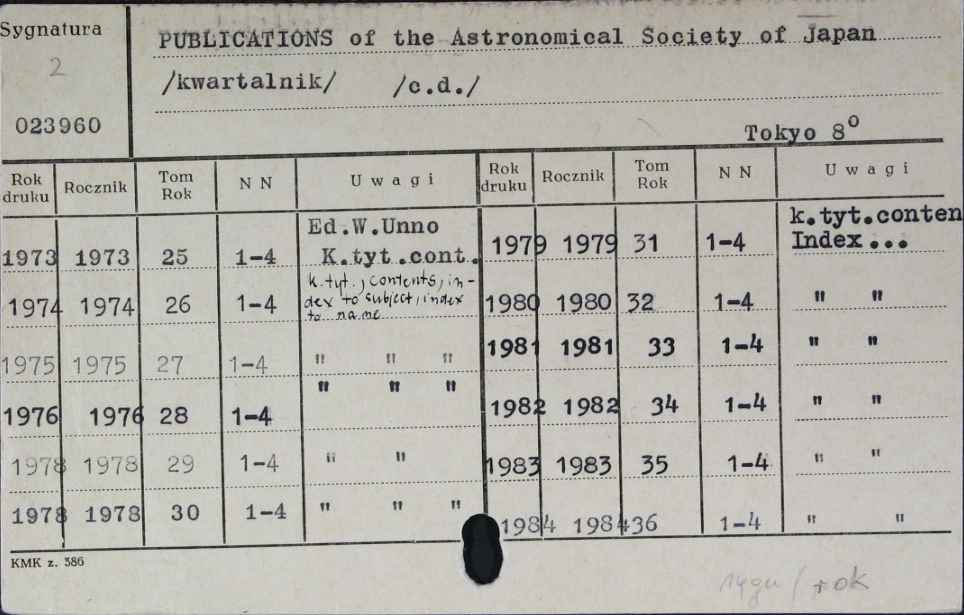 Sygnatura
2
023960
PUBLICATIONS of the Astronomical Society of Japan
/kwartalnik/ /c.d./
Tokyo 8°
Rok druku Rocznik Tom Rok N N Uwagi Rok druku Rocznik Tom Rok N N Uwagi
1973 1973 25 1-4 Ed.W.Unno K.tyt.cont. 1979 1979 31 1-4 k.tyt.conten Index...
1974 1974 26 1-4 k.tyt., contents, in-dex to subject, index to name 1980 1980 32 1-4 " "
1975 1975 27 1-4 " " " 1981 1981 33 1-4 " "
1976 1976 28 1-4 " " " 1982 1982 34 1-4 " "
1978 1978 29 1-4 " " 1983 1983 35 1-4 " "
1978 1978 30 1-4 " " " 1984 1984 36 1-4 " "
KMK z. 386
rok